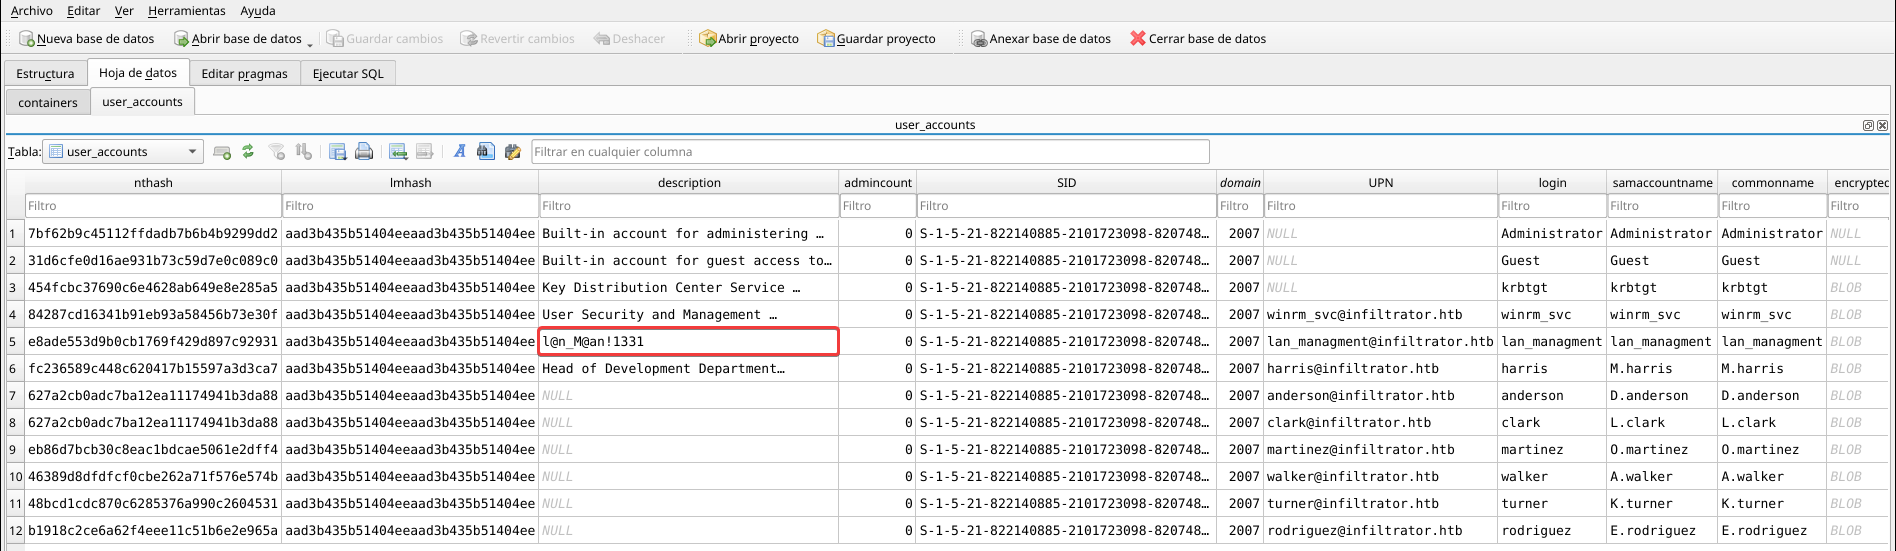 Archivo Editar Ver Herramientas Ayuda
Nueva base de datos Abrir base de datos Guardar cambios Revertir cambios Deshacer Abrir proyecto Guardar proyecto Anexar base de datos Cerrar base de datos
Estructura Hoja de datos Editar pragmas Ejecutar SQL
containers user_accounts
user_accounts
Tabla: user_accounts Filtrar en cualquier columna
nthash lmhash description admincount SID domain UPN login samaccountname commonname encrypted
Filtro Filtro Filtro Filtro Filtro Filtro Filtro Filtro Filtro Filtro Filtro
1 7bf62b9c45112ffdadb7b6b4b9299dd2 aad3b435b51404eeaad3b435b51404ee Built-in account for administering … 0 S-1-5-21-822140885-2101723098-820748… 2007 NULL Administrator Administrator Administrator NULL
2 31d6cfe0d16ae931b73c59d7e0c089c0 aad3b435b51404eeaad3b435b51404ee Built-in account for guest access to… 0 S-1-5-21-822140885-2101723098-820748… 2007 NULL Guest Guest Guest NULL
3 454fcbc37690c6e4628ab649e8e285a5 aad3b435b51404eeaad3b435b51404ee Key Distribution Center Service … 0 S-1-5-21-822140885-2101723098-820748… 2007 NULL krbtgt krbtgt krbtgt BLOB
4 84287cd16341b91eb93a58456b73e30f aad3b435b51404eeaad3b435b51404ee User Security and Management … 0 S-1-5-21-822140885-2101723098-820748… 2007 winrm_svc@infiltrator.htb winrm_svc winrm_svc winrm_svc BLOB
5 e8ade553d9b0cb1769f429d897c92931 aad3b435b51404eeaad3b435b51404ee l@n_M@an!1331 0 S-1-5-21-822140885-2101723098-820748… 2007 lan_managment@infiltrator.htb lan_managment lan_managment lan_managment BLOB
6 fc236589c448c620417b15597a3d3ca7 aad3b435b51404eeaad3b435b51404ee Head of Development Department… 0 S-1-5-21-822140885-2101723098-820748… 2007 harris@infiltrator.htb harris M.harris M.harris BLOB
7 627a2cb0adc7ba12ea11174941b3da88 aad3b435b51404eeaad3b435b51404ee NULL 0 S-1-5-21-822140885-2101723098-820748… 2007 anderson@infiltrator.htb anderson D.anderson D.anderson BLOB
8 627a2cb0adc7ba12ea11174941b3da88 aad3b435b51404eeaad3b435b51404ee NULL 0 S-1-5-21-822140885-2101723098-820748… 2007 clark@infiltrator.htb clark L.clark L.clark BLOB
9 eb86d7bcb30c8eac1bdcae5061e2dff4 aad3b435b51404eeaad3b435b51404ee NULL 0 S-1-5-21-822140885-2101723098-820748… 2007 martinez@infiltrator.htb martinez O.martinez O.martinez BLOB
10 46389d8dfdfcf0cbe262a71f576e574b aad3b435b51404eeaad3b435b51404ee NULL 0 S-1-5-21-822140885-2101723098-820748… 2007 walker@infiltrator.htb walker A.walker A.walker BLOB
11 48bcd1cdc870c6285376a990c2604531 aad3b435b51404eeaad3b435b51404ee NULL 0 S-1-5-21-822140885-2101723098-820748… 2007 turner@infiltrator.htb turner K.turner K.turner BLOB
12 b1918c2ce6a62f4eee11c51b6e2e965a aad3b435b51404eeaad3b435b51404ee NULL 0 S-1-5-21-822140885-2101723098-820748… 2007 rodriguez@infiltrator.htb rodriguez E.rodriguez E.rodriguez BLOB